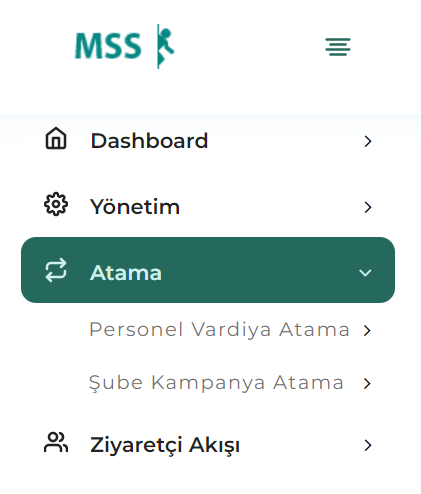 MSS
Dashboard
Yönetim
Atama
Personel Vardiya Atama
Şube Kampanya Atama
Ziyaretçi Akışı